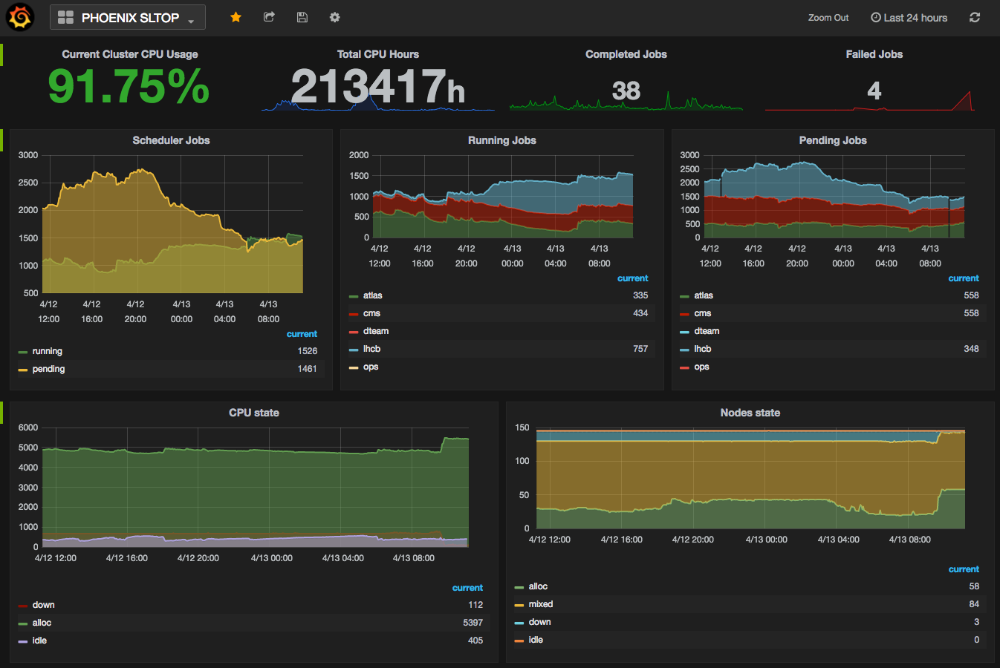 PHOENIX SLTOP
Zoom Out
Last 24 hours
Current Cluster CPU Usage
91.75%
Total CPU Hours
213417h
Completed Jobs
38
Failed Jobs
4
Scheduler Jobs
3000
2500
2000
1500
1000
500
4/12 4/12 4/12 4/13 4/13 4/13
12:00 16:00 20:00 00:00 04:00 08:00
current
running 1526
pending 1461
Running Jobs
2000
1500
1000
500
0
4/12 4/12 4/12 4/13 4/13 4/13
12:00 16:00 20:00 00:00 04:00 08:00
current
atlas 335
cms 434
dteam
lhcb 757
ops
Pending Jobs
3000
2500
2000
1500
1000
500
0
4/12 4/12 4/12 4/13 4/13 4/13
12:00 16:00 20:00 00:00 04:00 08:00
current
atlas 558
cms 558
dteam
lhcb 348
ops
CPU state
6000
5000
4000
3000
2000
1000
0
4/12 12:00 4/12 16:00 4/12 20:00 4/13 00:00 4/13 04:00 4/13 08:00
current
down 112
alloc 5397
idle 405
Nodes state
150
100
50
0
4/12 12:00 4/12 16:00 4/12 20:00 4/13 00:00 4/13 04:00 4/13 08:00
current
alloc 58
mixed 84
down 3
idle 0